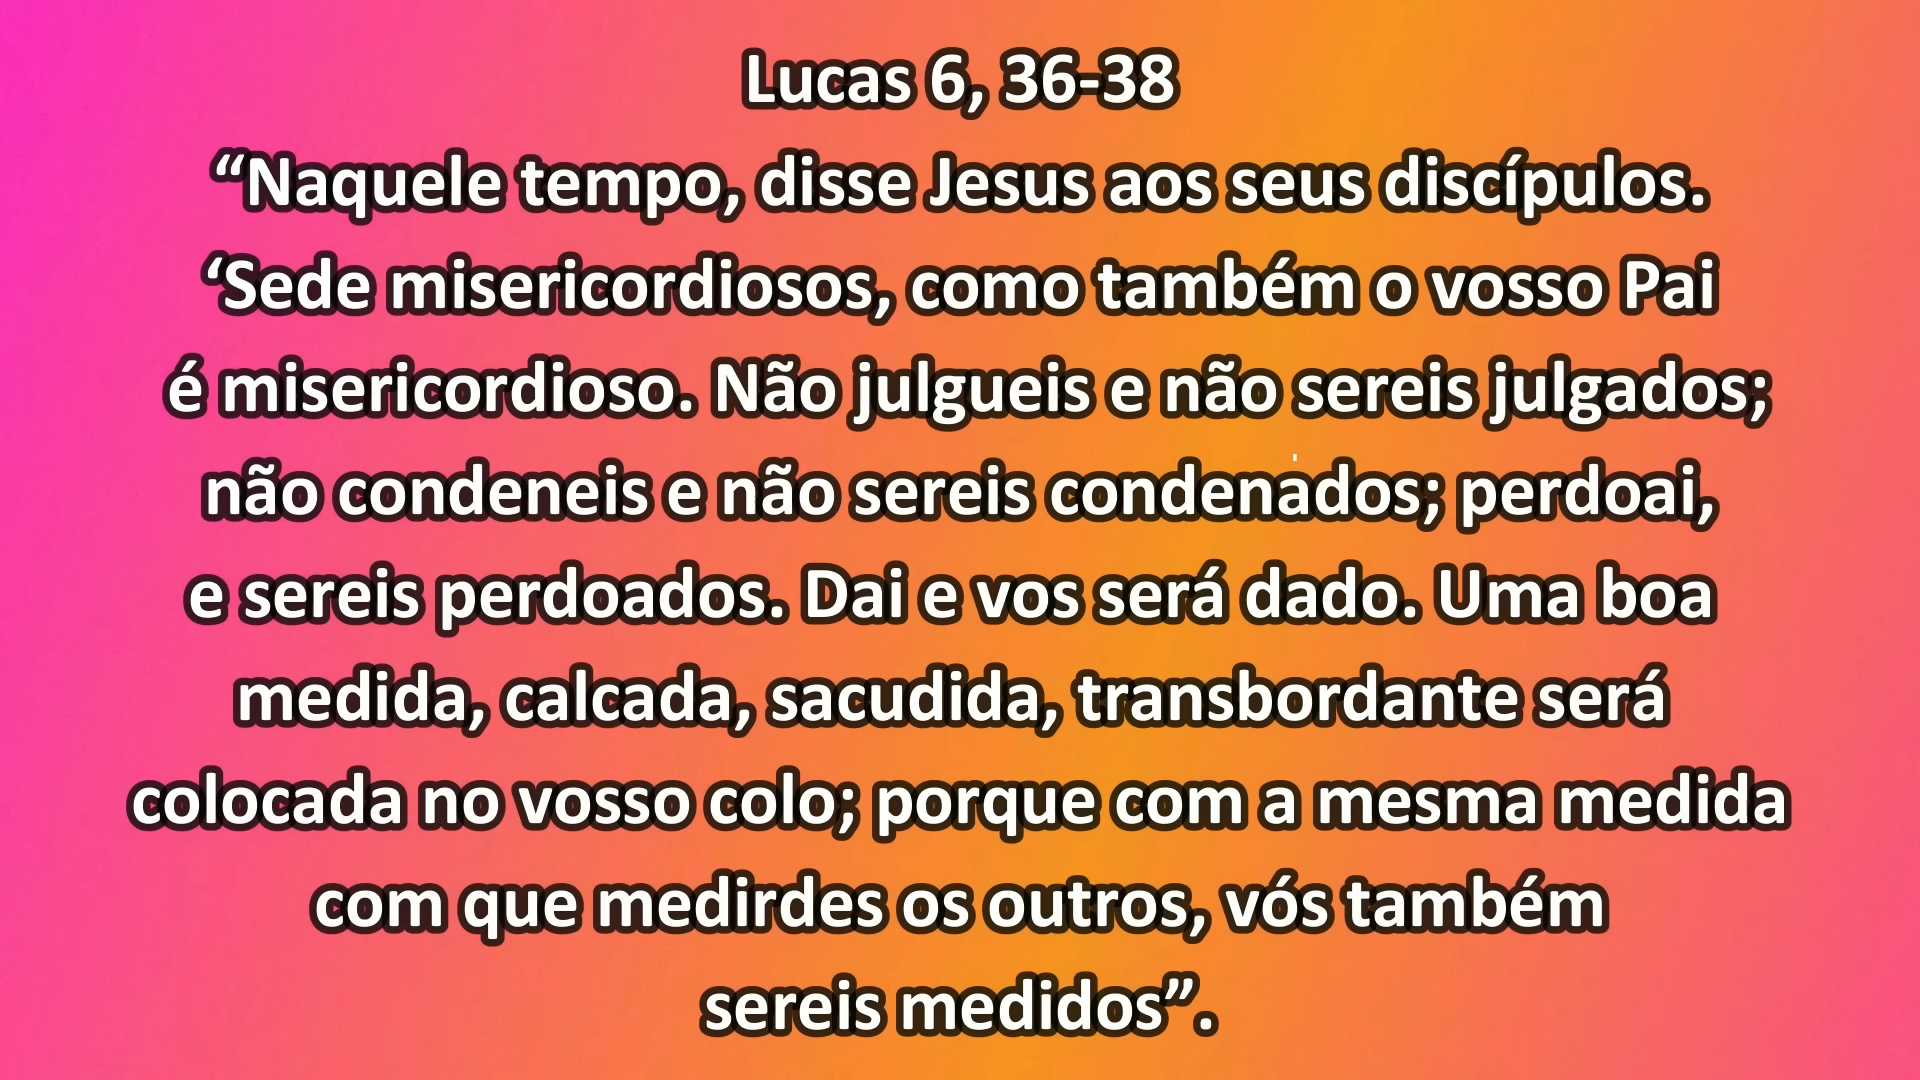 Lucas 6, 36-38
“Naquele tempo, disse Jesus aos seus discípulos.
‘Sede misericordiosos, como também o vosso Pai
é misericordioso. Não julgueis e não sereis julgados;
não condeneis e não sereis condenados; perdoai,
e sereis perdoados. Dai e vos será dado. Uma boa
medida, calcada, sacudida, transbordante será
colocada no vosso colo; porque com a mesma medida
com que medirdes os outros, vós também
sereis medidos”.